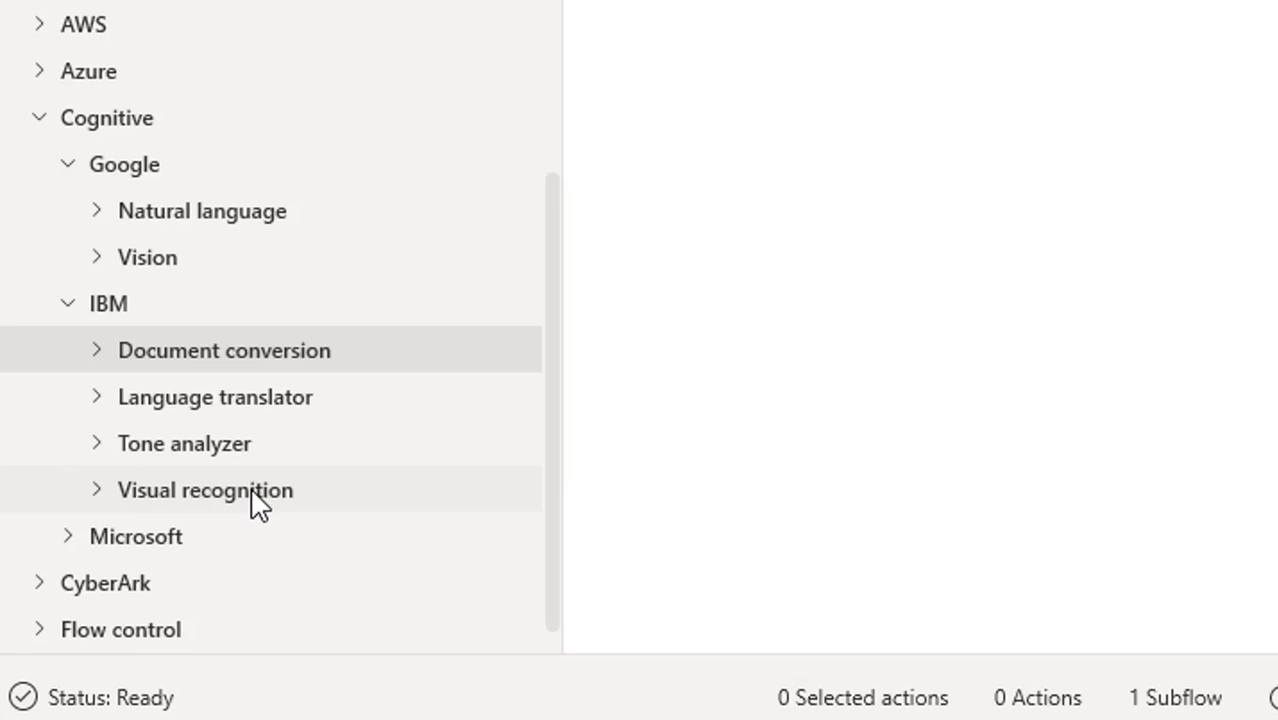 AWS
Azure
Cognitive
Google
Natural language
Vision
IBM
Document conversion
Language translator
Tone analyzer
Visual recognition
Microsoft
CyberArk
Flow control
Status: Ready 0 Selected actions 0 Actions 1 Subflow